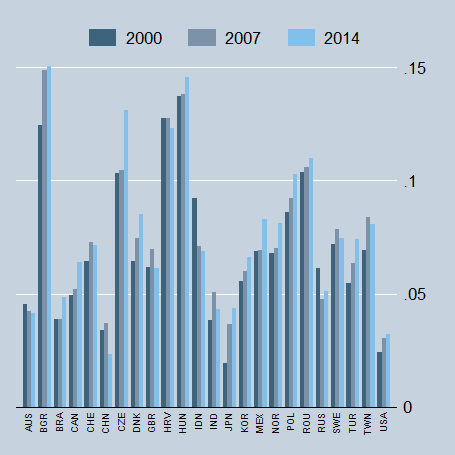 2000 2007 2014
.15
.1
.05
0
AUS BGR BRA CAN CHE CHN CZE DNK GBR HRV HUN IDN IND JPN KOR MEX NOR POL ROU RUS SWE TUR TWN USA